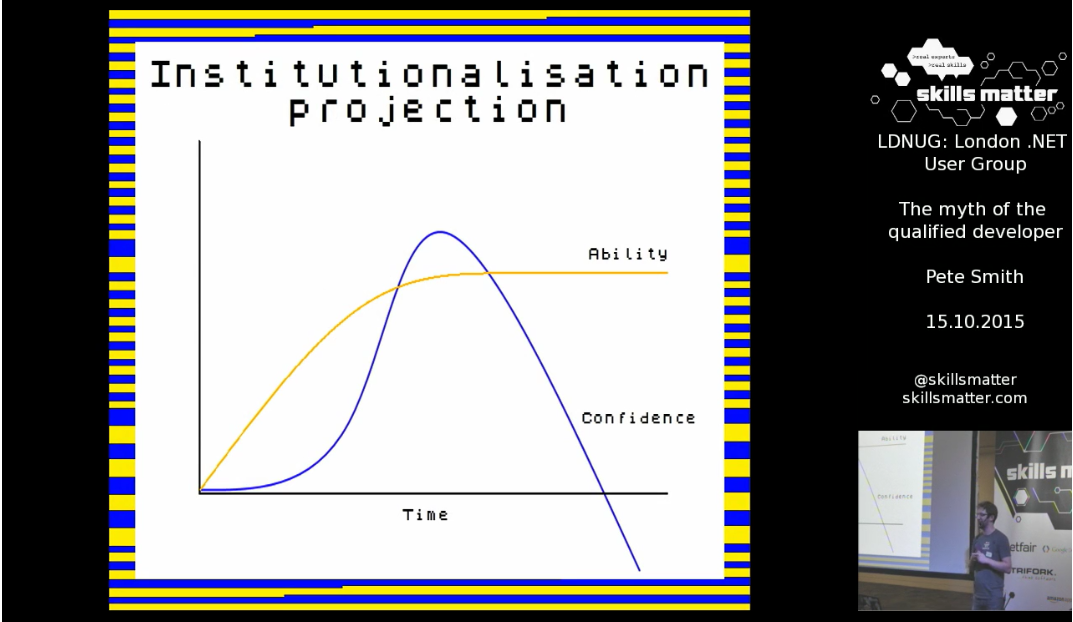 Institutionalisation
projection
Ability
Confidence
Time
>real experts
>real skills
skills matter
LDNUG: London .NET
User Group
The myth of the
qualified developer
Pete Smith
15.10.2015
@skillsmatter
skillsmatter.com
Ability
Confidence
skills m
etfair
TRIFORK.